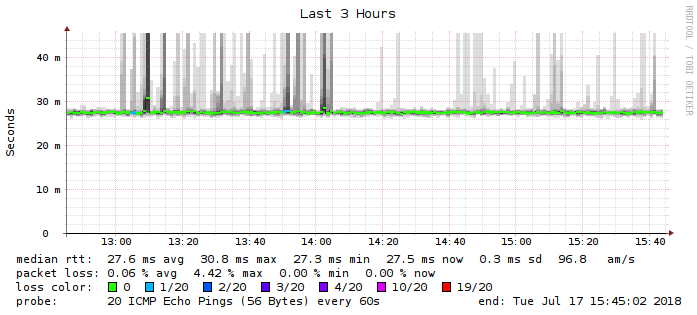 Last 3 Hours
RRDTOOL / TOBI OETIKER
Seconds
40 m
30 m
20 m
10 m
0
13:00 13:20 13:40 14:00 14:20 14:40 15:00 15:20 15:40
median rtt: 27.6 ms avg 30.8 ms max 27.3 ms min 27.5 ms now 0.3 ms sd 96.8 am/s
packet loss: 0.06 % avg 4.42 % max 0.00 % min 0.00 % now
loss color: 0 1/20 2/20 3/20 4/20 10/20 19/20
probe: 20 ICMP Echo Pings (56 Bytes) every 60s end: Tue Jul 17 15:45:02 2018